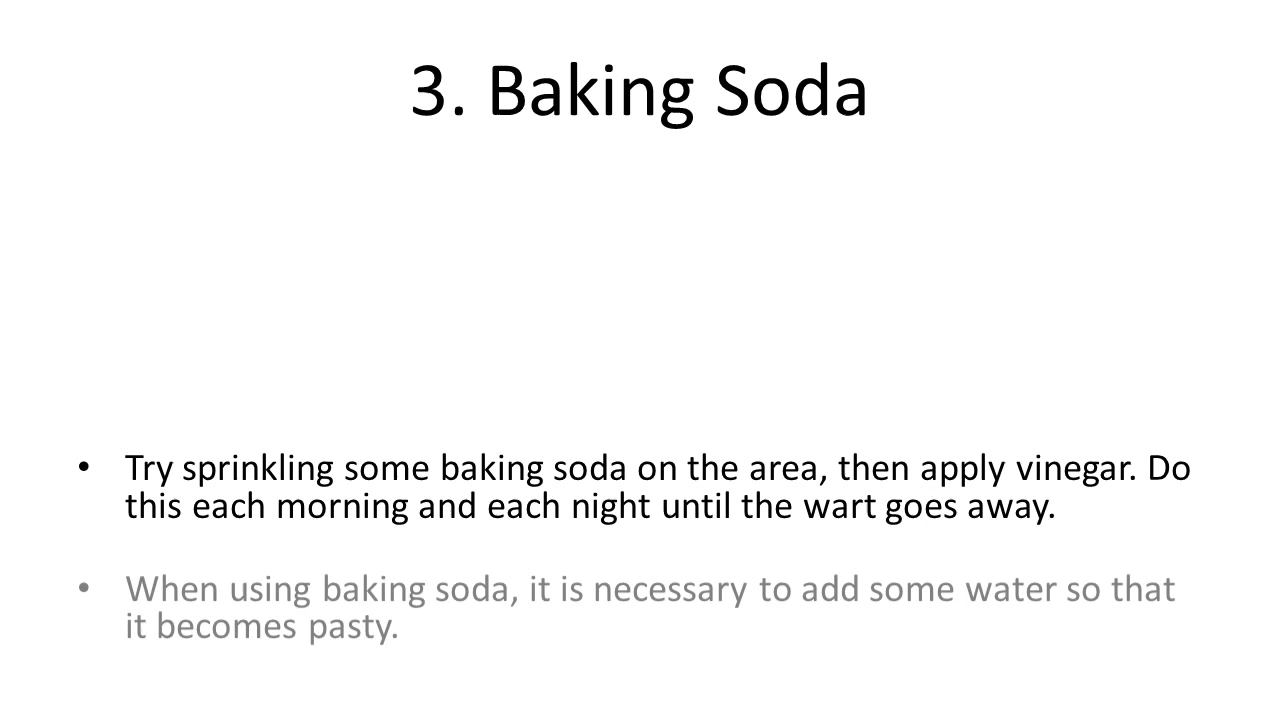 3. Baking Soda
• Try sprinkling some baking soda on the area, then apply vinegar. Do
this each morning and each night until the wart goes away.
• When using baking soda, it is necessary to add some water so that
it becomes pasty.